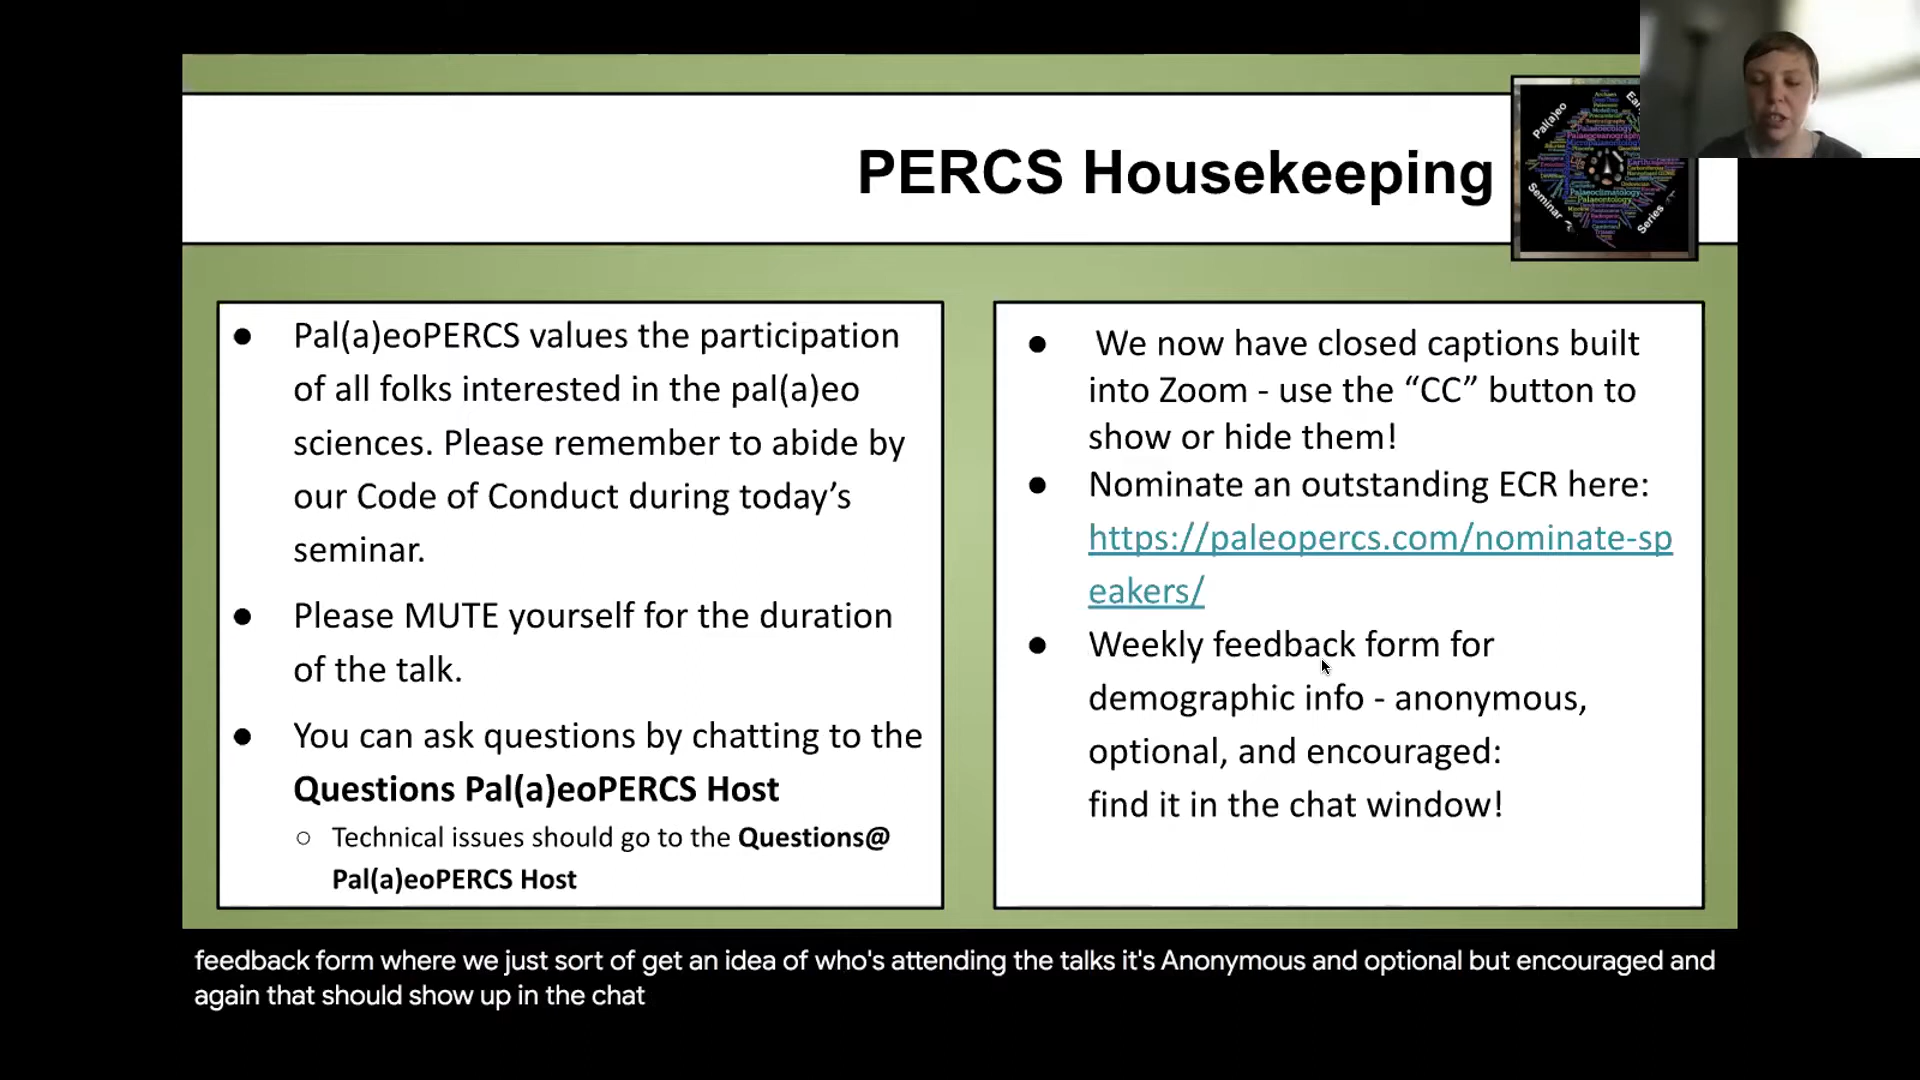 PERCS Housekeeping
Pal(a)eo
Seminar
Series
Palaeoclimatology
Palaeontology
● Pal(a)eoPERCS values the participation
of all folks interested in the pal(a)eo
sciences. Please remember to abide by
our Code of Conduct during today’s
seminar.
● Please MUTE yourself for the duration
of the talk.
● You can ask questions by chatting to the
Questions Pal(a)eoPERCS Host
○ Technical issues should go to the Questions@
Pal(a)eoPERCS Host
● We now have closed captions built
into Zoom - use the “CC” button to
show or hide them!
● Nominate an outstanding ECR here:
https://paleopercs.com/nominate-sp
eakers/
● Weekly feedback form for
demographic info - anonymous,
optional, and encouraged:
find it in the chat window!
feedback form where we just sort of get an idea of who's attending the talks it's Anonymous and optional but encouraged and
again that should show up in the chat